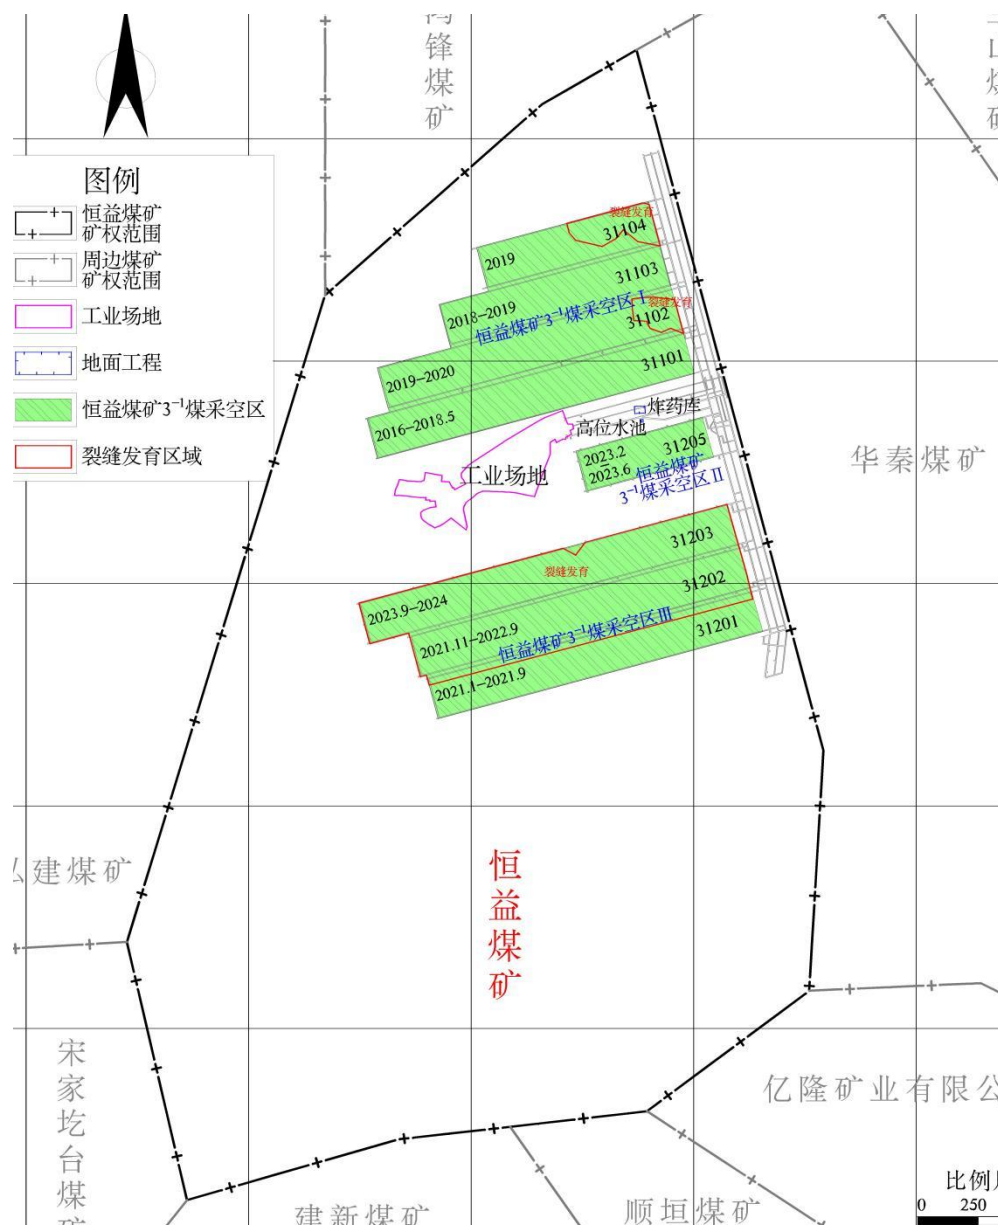 鸿锋煤矿
图例
恒益煤矿
矿权范围
周边煤矿
矿权范围
工业场地
地面工程
恒益煤矿3⁻¹煤采空区
裂缝发育区域
裂缝发育
31104
2019
31103
2018-2019
恒益煤矿3⁻¹煤采空区Ⅰ
裂缝发育
31102
2019-2020
31101
2016-2018.5
炸药库
高位水池
31205
2023.2
2023.6
恒益煤矿
3⁻¹煤采空区Ⅱ
工业场地
华秦煤矿
31203
裂缝发育
31202
2023.9-2024
2021.11-2022.9
恒益煤矿3⁻¹煤采空区Ⅲ
31201
2021.1-2021.9
恒益煤矿
弘建煤矿
宋家圪台煤矿
亿隆矿业有限公
建新煤矿
顺垣煤矿
比例
0 250